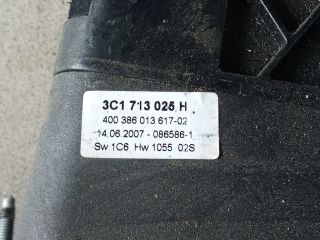 3C1 713 025 H
400 386 013 617-02
14.06.2007 - 086586-1
Sw 1C6 Hw 1055 02S